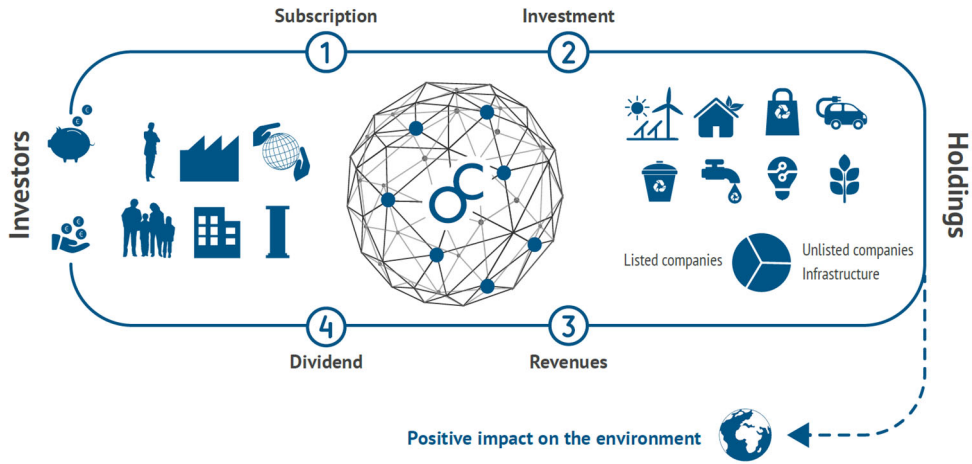 Subscription
Investment
1
2
Investors
Holdings
OC
Listed companies
Unlisted companies
Infrastructure
4
3
Dividend
Revenues
Positive impact on the environment